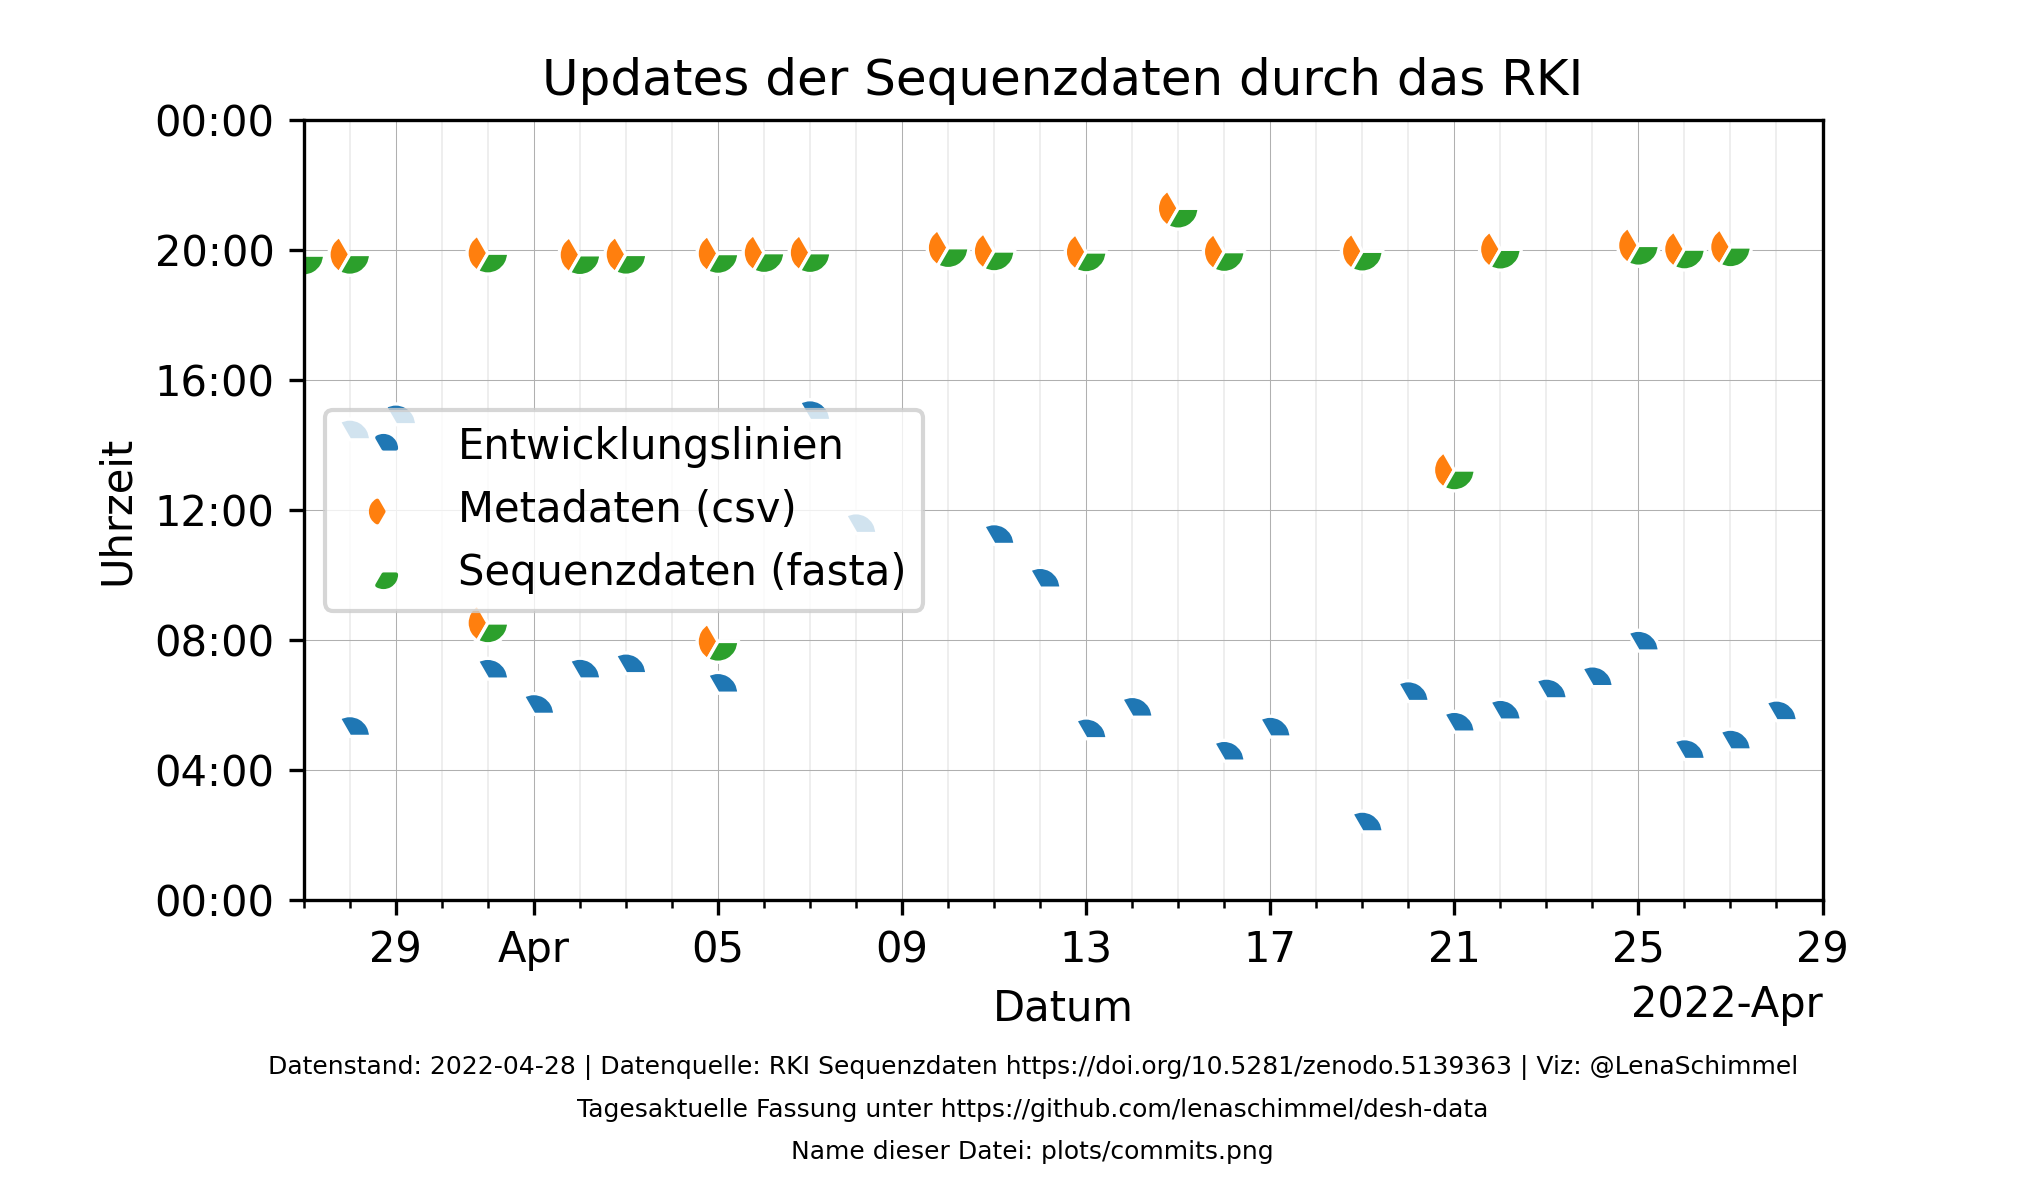 Updates der Sequenzdaten durch das RKI
00:00
20:00
16:00
12:00
08:00
04:00
00:00
Uhrzeit
Entwicklungslinien
Metadaten (csv)
Sequenzdaten (fasta)
29 Apr 05 09 13 17 21 25 29
Datum
2022-Apr
Datenstand: 2022-04-28 | Datenquelle: RKI Sequenzdaten https://doi.org/10.5281/zenodo.5139363 | Viz: @LenaSchimmel
Tagesaktuelle Fassung unter https://github.com/lenaschimmel/desh-data
Name dieser Datei: plots/commits.png